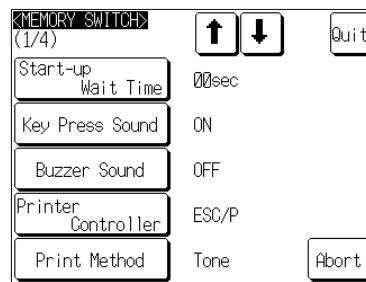 <MEMORY SWITCH>
(1/4)
Quit
Start-up
Wait Time
00sec
Key Press Sound
ON
Buzzer Sound
OFF
Printer
Controller
ESC/P
Print Method
Tone
Abort